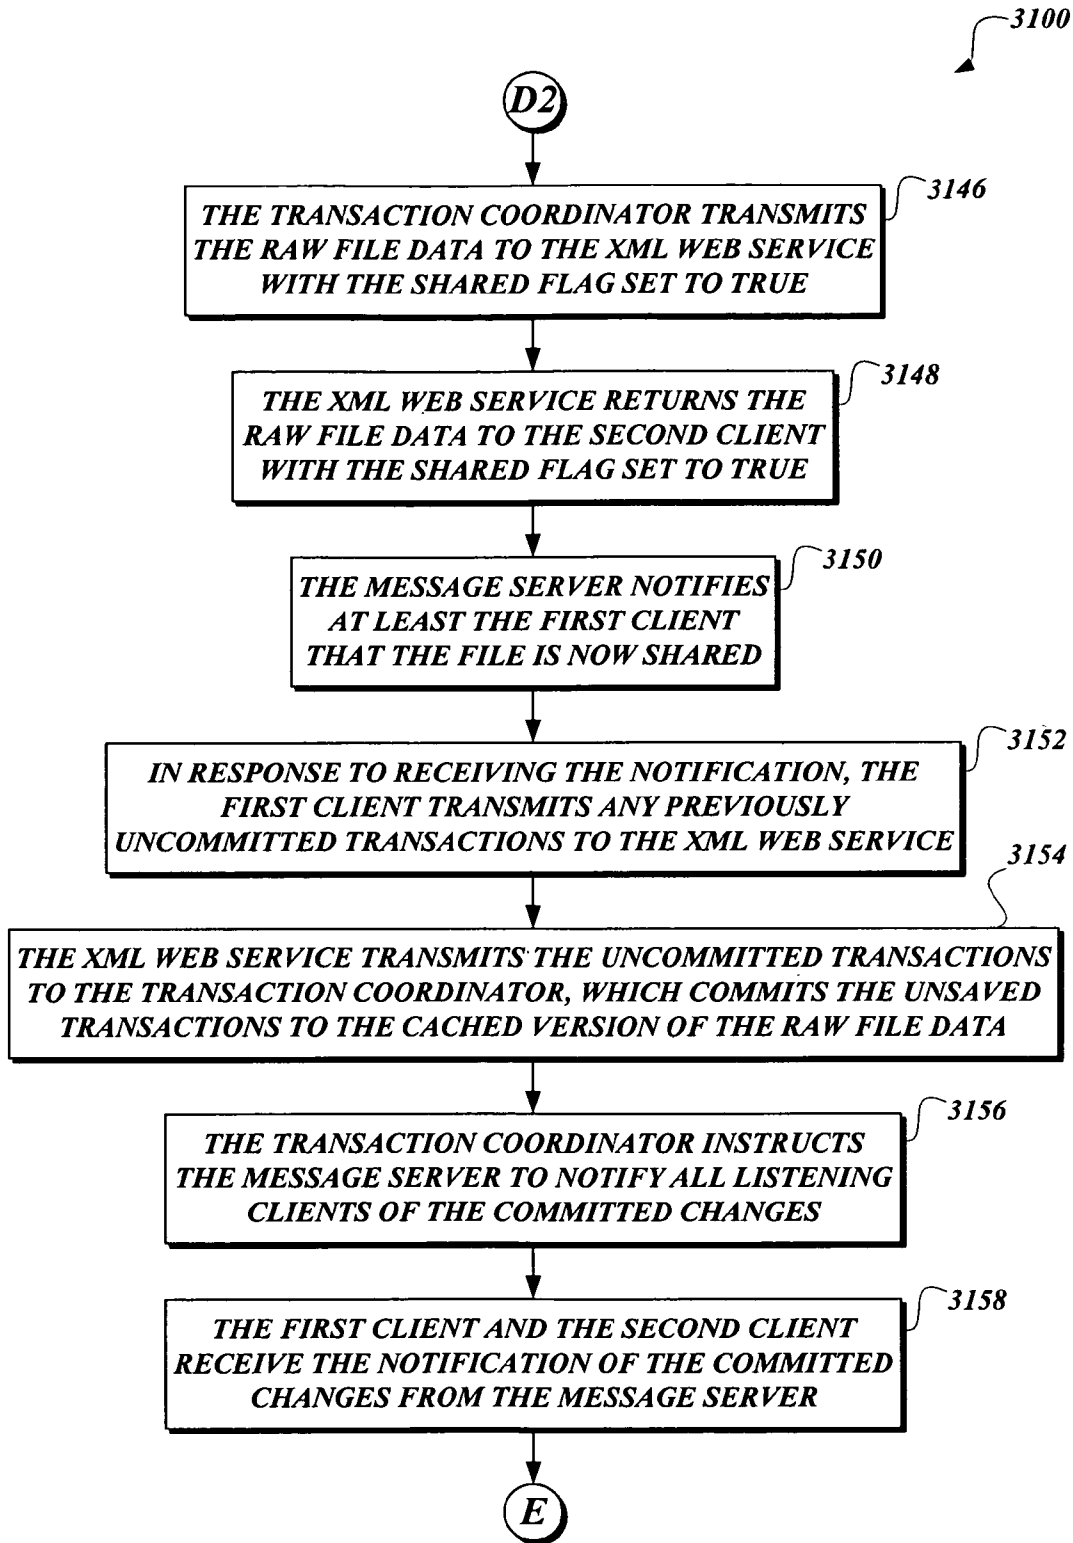 3100
D2
3146
THE TRANSACTION COORDINATOR TRANSMITS
THE RAW FILE DATA TO THE XML WEB SERVICE
WITH THE SHARED FLAG SET TO TRUE
3148
THE XML WEB SERVICE RETURNS THE
RAW FILE DATA TO THE SECOND CLIENT
WITH THE SHARED FLAG SET TO TRUE
3150
THE MESSAGE SERVER NOTIFIES
AT LEAST THE FIRST CLIENT
THAT THE FILE IS NOW SHARED
3152
IN RESPONSE TO RECEIVING THE NOTIFICATION, THE
FIRST CLIENT TRANSMITS ANY PREVIOUSLY
UNCOMMITTED TRANSACTIONS TO THE XML WEB SERVICE
3154
THE XML WEB SERVICE TRANSMITS THE UNCOMMITTED TRANSACTIONS
TO THE TRANSACTION COORDINATOR, WHICH COMMITS THE UNSAVED
TRANSACTIONS TO THE CACHED VERSION OF THE RAW FILE DATA
3156
THE TRANSACTION COORDINATOR INSTRUCTS
THE MESSAGE SERVER TO NOTIFY ALL LISTENING
CLIENTS OF THE COMMITTED CHANGES
3158
THE FIRST CLIENT AND THE SECOND CLIENT
RECEIVE THE NOTIFICATION OF THE COMMITTED
CHANGES FROM THE MESSAGE SERVER
E